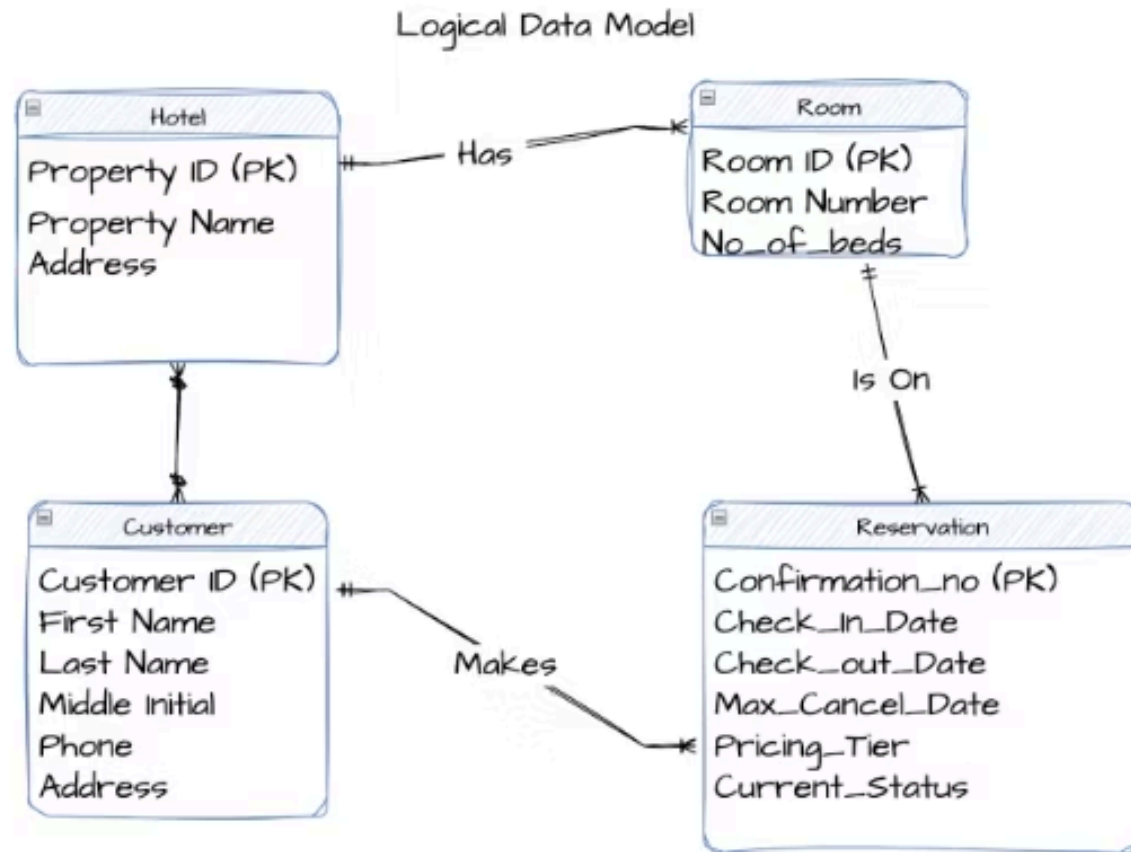 Logical Data Model
Hotel
Property ID (PK)
Property Name
Address
Has
Room
Room ID (PK)
Room Number
No_of_beds
Is On
Customer
Customer ID (PK)
First Name
Last Name
Middle Initial
Phone
Address
Makes
Reservation
Confirmation_no (PK)
Check_In_Date
Check_out_Date
Max_Cancel_Date
Pricing_Tier
Current_Status